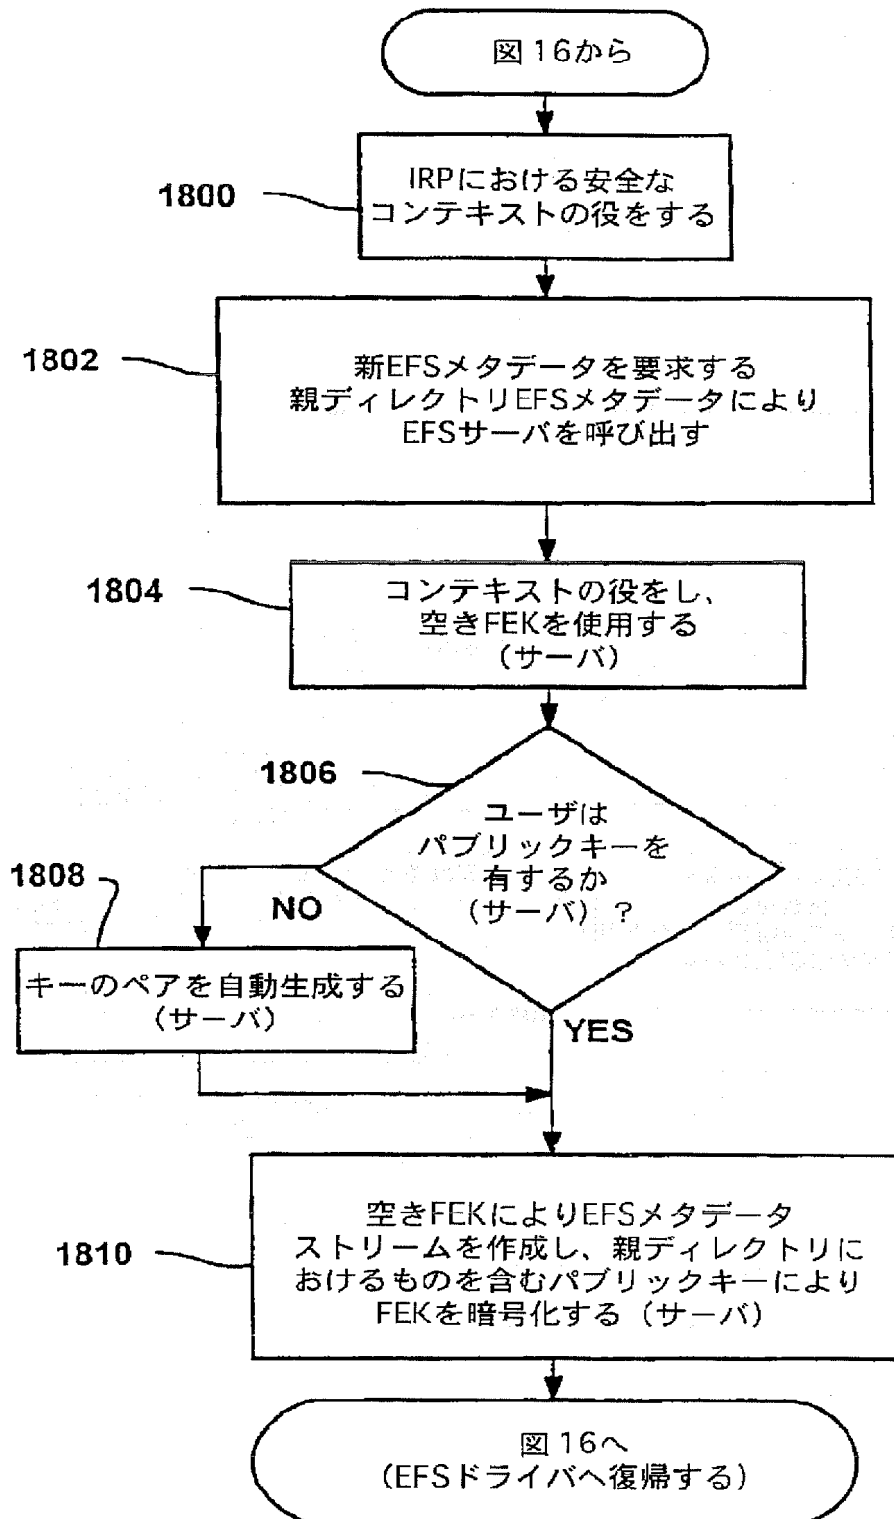 図16から
1800
IRPにおける安全な
コンテキストの役をする
1802
新EFSメタデータを要求する
親ディレクトリEFSメタデータにより
EFSサーバを呼び出す
1804
コンテキストの役をし、
空きFEKを使用する
(サーバ)
1806
ユーザは
パブリックキーを
有するか
(サーバ)?
1808
NO
キーのペアを自動生成する
(サーバ)
YES
1810
空きFEKによりEFSメタデータ
ストリームを作成し、親ディレクトリに
おけるものを含むパブリックキーにより
FEKを暗号化する(サーバ)
図16へ
(EFSドライバへ復帰する)